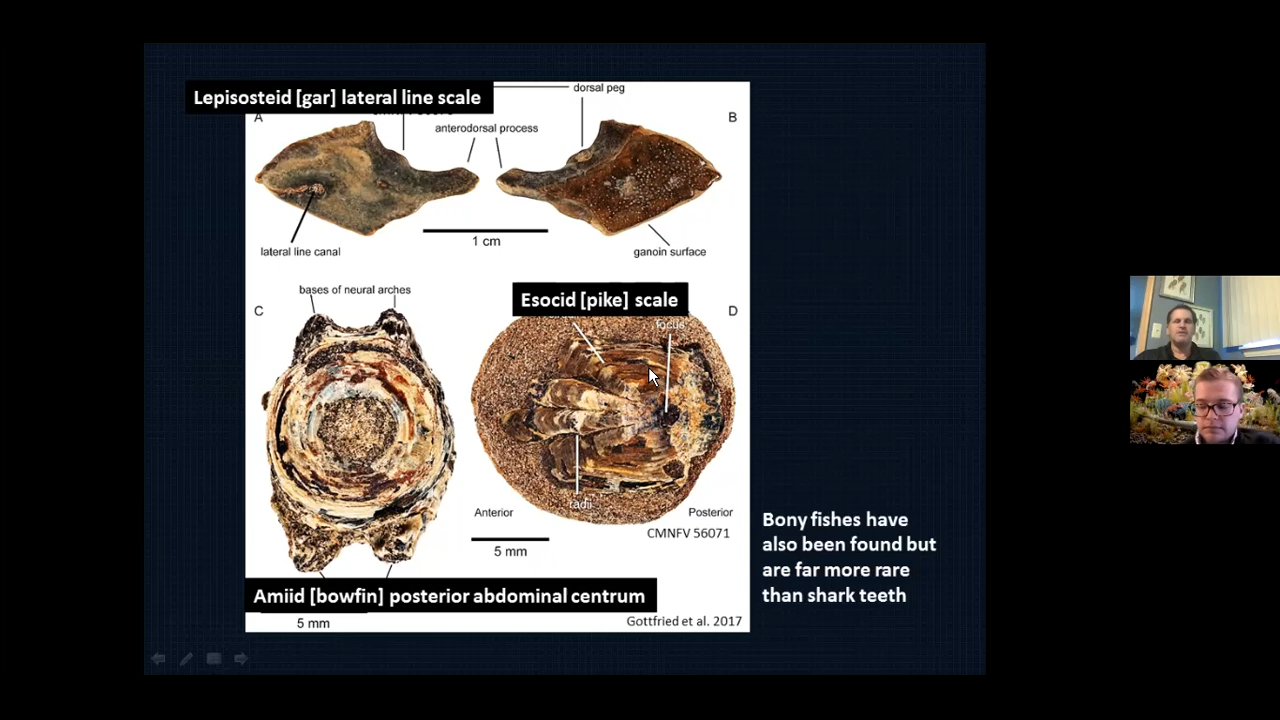 Lepisosteid [gar] lateral line scale
dorsal peg
A
B
anterodorsal process
1 cm
lateral line canal
ganoin surface
bases of neural arches
Esocid [pike] scale
C
D
focus
radii
Anterior
Posterior
CMNFV 56071
5 mm
Bony fishes have
also been found but
are far more rare
than shark teeth
Amiid [bowfin] posterior abdominal centrum
5 mm
Gottfried et al. 2017